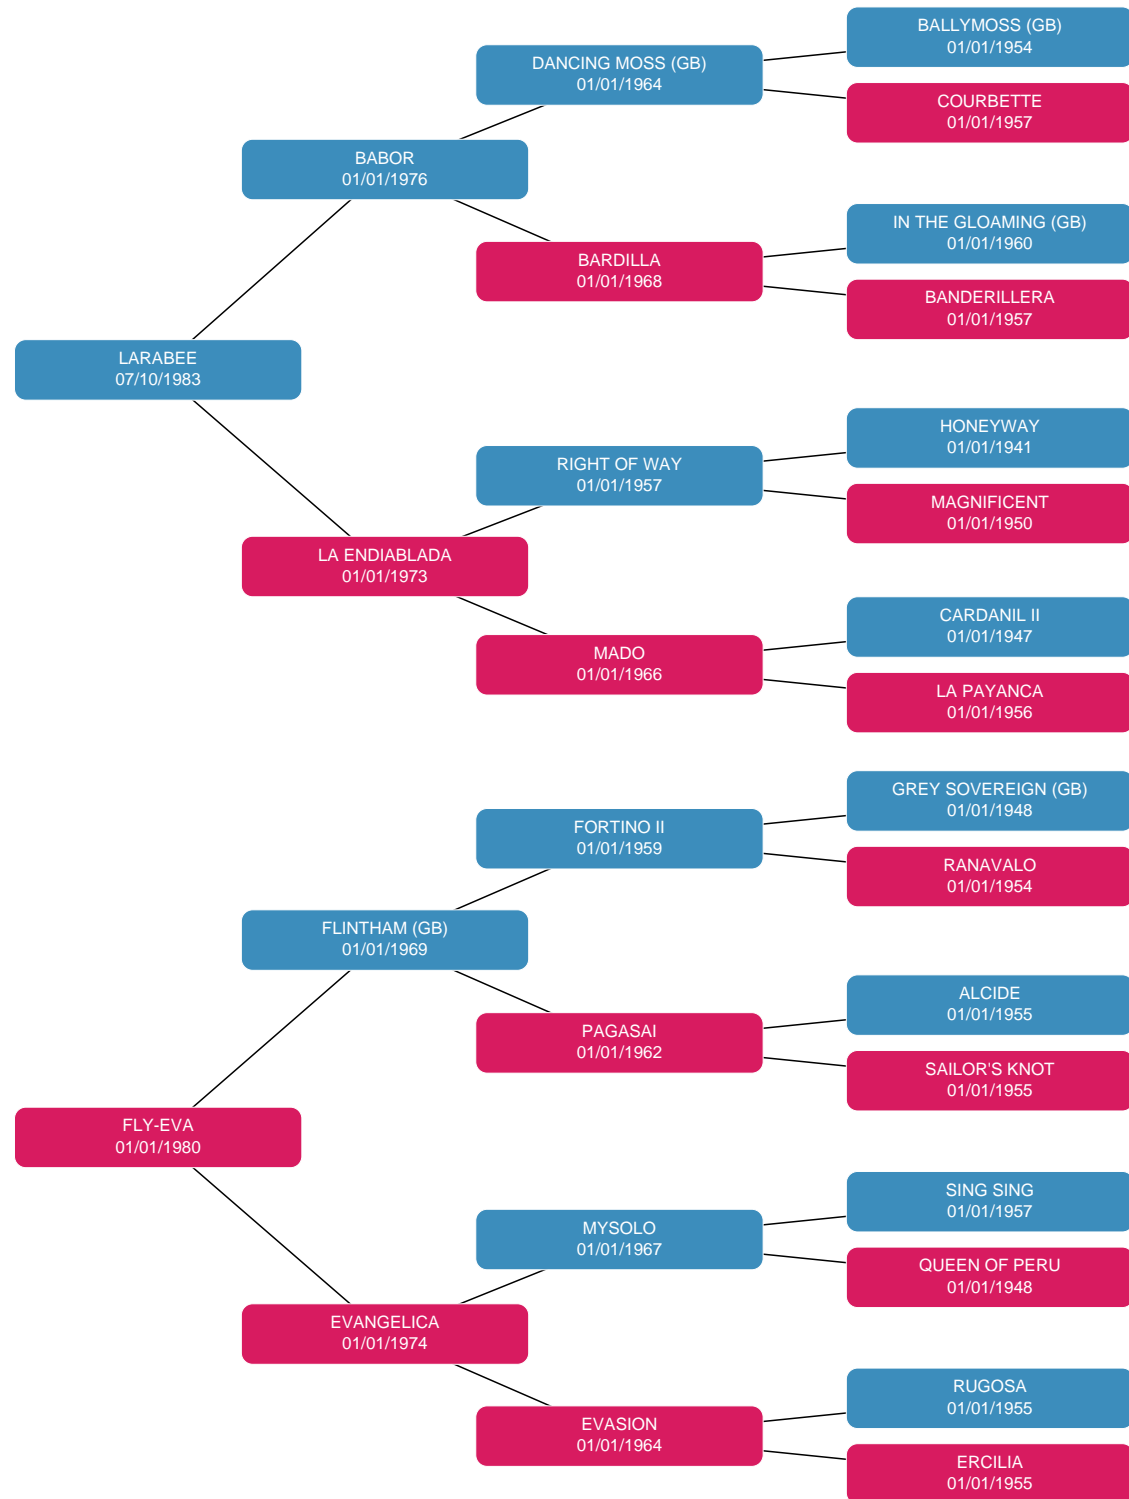 BALLYMOSS (GB)
01/01/1954
DANCING MOSS (GB)
01/01/1964
COURBETTE
01/01/1957
BABOR
01/01/1976
IN THE GLOAMING (GB)
01/01/1960
BARDILLA
01/01/1968
BANDERILLERA
01/01/1957
LARABEE
07/10/1983
HONEYWAY
01/01/1941
RIGHT OF WAY
01/01/1957
MAGNIFICENT
01/01/1950
LA ENDIABLADA
01/01/1973
CARDANIL II
01/01/1947
MADO
01/01/1966
LA PAYANCA
01/01/1956
GREY SOVEREIGN (GB)
01/01/1948
FORTINO II
01/01/1959
RANAVALO
01/01/1954
FLINTHAM (GB)
01/01/1969
ALCIDE
01/01/1955
PAGASAI
01/01/1962
SAILOR'S KNOT
01/01/1955
FLY-EVA
01/01/1980
SING SING
01/01/1957
MYSOLO
01/01/1967
QUEEN OF PERU
01/01/1948
EVANGELICA
01/01/1974
RUGOSA
01/01/1955
EVASION
01/01/1964
ERCILIA
01/01/1955